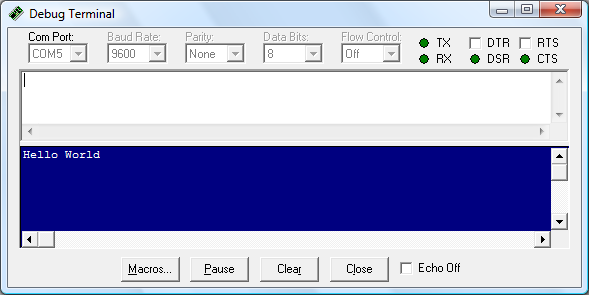 Debug Terminal
Com Port: Baud Rate: Parity: Data Bits: Flow Control: TX DTR RTS
COM5 9600 None 8 Off RX DSR CTS
Hello World
Macros... Pause Clear Close Echo Off